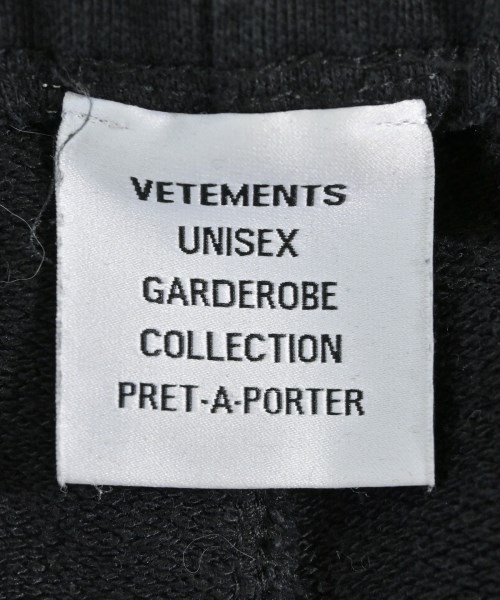 VETEMENTS
UNISEX
GARDEROBE
COLLECTION
PRET-A-PORTER